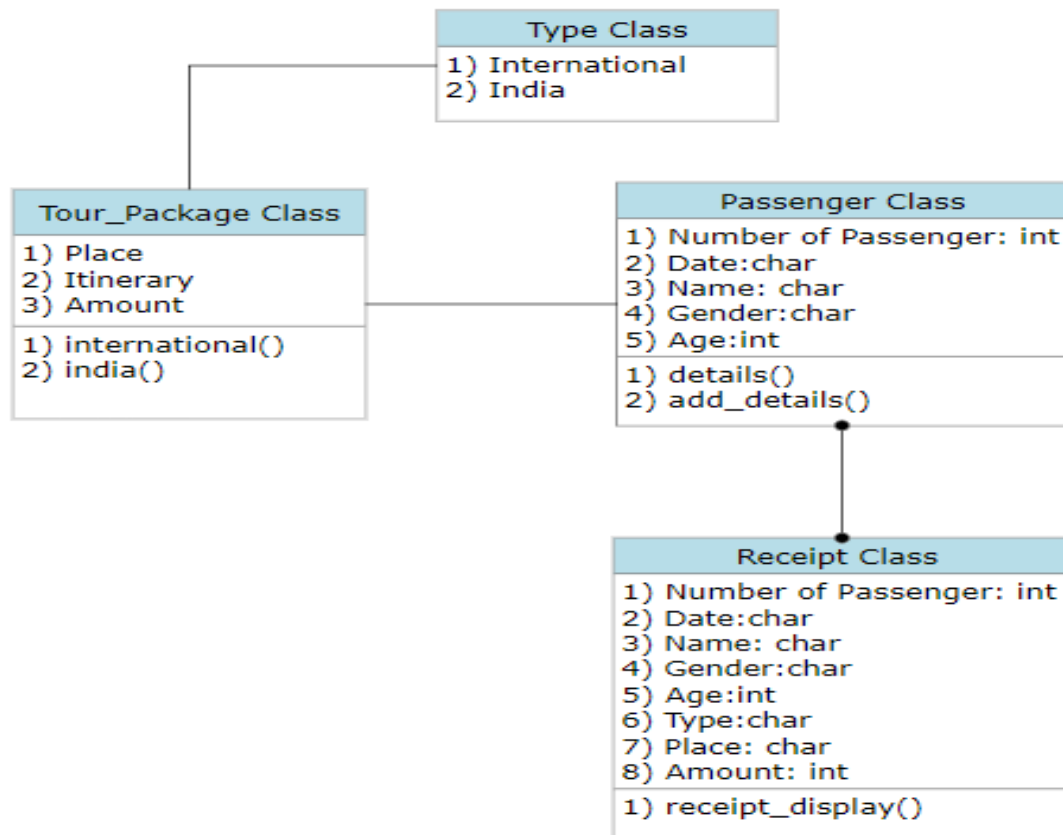 Type Class
1) International
2) India
Tour_Package Class
1) Place
2) Itinerary
3) Amount
1) international()
2) india()
Passenger Class
1) Number of Passenger: int
2) Date:char
3) Name: char
4) Gender:char
5) Age:int
1) details()
2) add_details()
Receipt Class
1) Number of Passenger: int
2) Date:char
3) Name: char
4) Gender:char
5) Age:int
6) Type:char
7) Place: char
8) Amount: int
1) receipt_display()